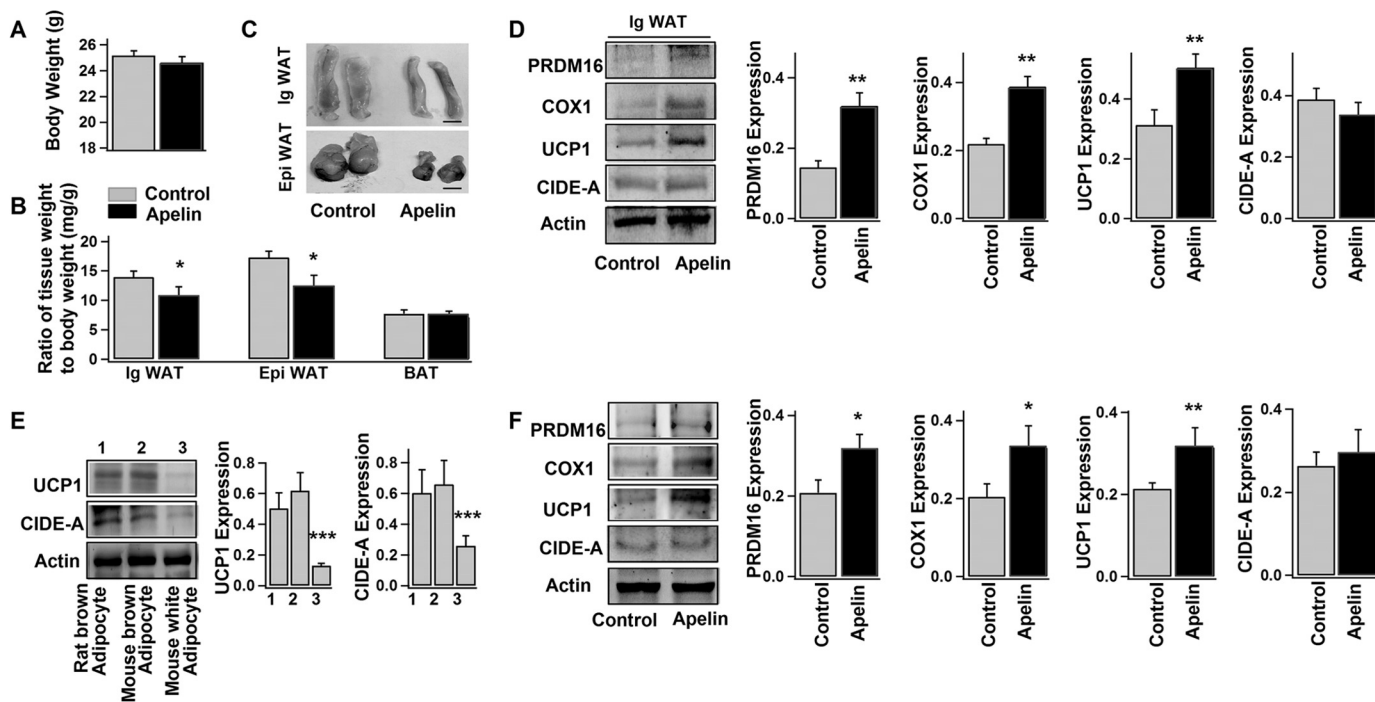 A
Body Weight (g)
26
24
22
20
18
Control
Apelin
B
Ratio of tissue weight
to body weight (mg/g)
20
15
10
5
0
*
*
Ig WAT
Epi WAT
BAT
C
Ig WAT
Epi WAT
Control
Apelin
D
Ig WAT
PRDM16
COX1
UCP1
CIDE-A
Actin
Control
Apelin
PRDM16 Expression
0.4
0.2
0.0
**
Control
Apelin
COX1 Expression
0.4
0.2
0.0
**
Control
Apelin
UCP1 Expression
0.4
0.2
0.0
**
Control
Apelin
CIDE-A Expression
0.4
0.2
0.0
Control
Apelin
E
1 2 3
UCP1
CIDE-A
Actin
Rat brown
Adipocyte
Mouse brown
Adipocyte
Mouse white
Adipocyte
UCP1 Expression
0.8
0.6
0.4
0.2
0.0
***
1 2 3
CIDE-A Expression
0.8
0.6
0.4
0.2
0.0
***
1 2 3
F
PRDM16
COX1
UCP1
CIDE-A
Actin
Control
Apelin
PRDM16 Expression
0.4
0.2
0.0
*
Control
Apelin
COX1 Expression
0.4
0.2
0.0
*
Control
Apelin
UCP1 Expression
0.4
0.2
0.0
**
Control
Apelin
CIDE-A Expression
0.4
0.2
0.0
Control
Apelin